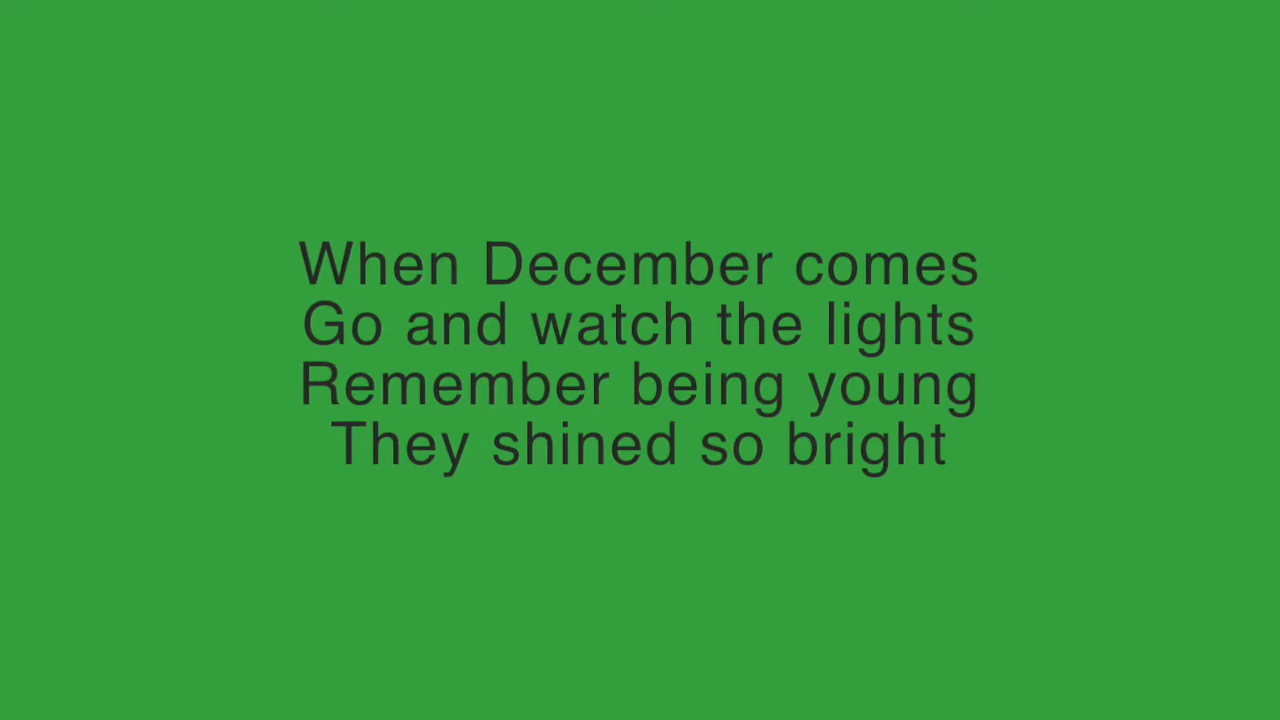 When December comes
Go and watch the lights
Remember being young
They shined so bright